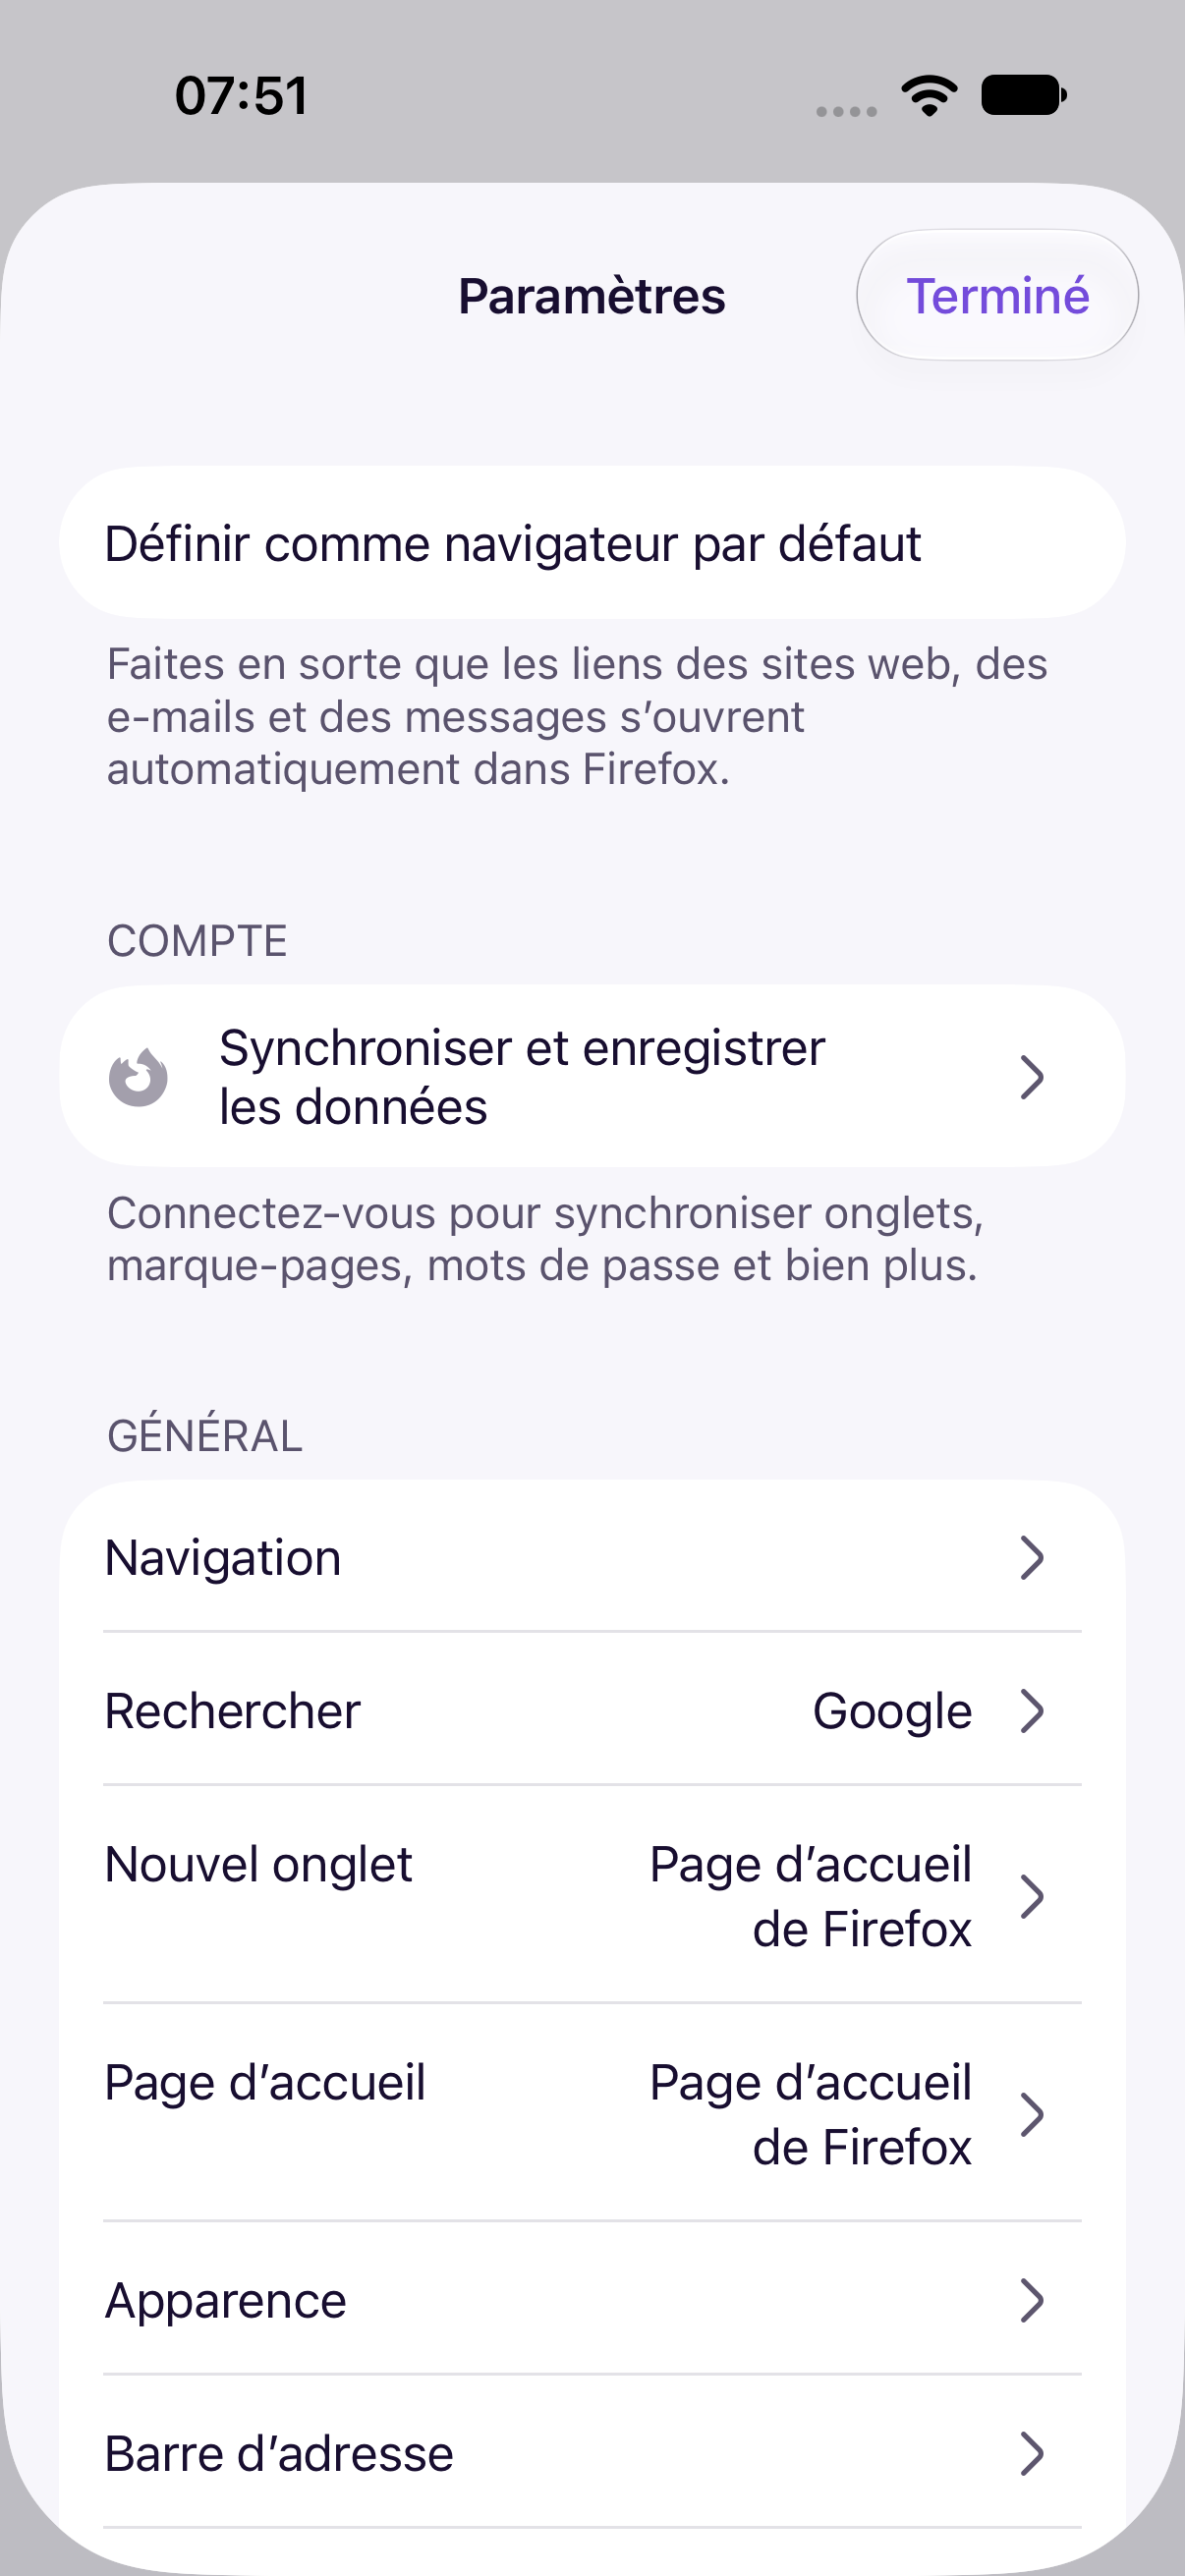 07:51
Paramètres
Terminé
Définir comme navigateur par défaut
Faites en sorte que les liens des sites web, des
e-mails et des messages s’ouvrent
automatiquement dans Firefox.
COMPTE
Synchroniser et enregistrer
les données
Connectez-vous pour synchroniser onglets,
marque-pages, mots de passe et bien plus.
GÉNÉRAL
Navigation
Rechercher Google
Nouvel onglet Page d’accueil
de Firefox
Page d’accueil Page d’accueil
de Firefox
Apparence
Barre d’adresse